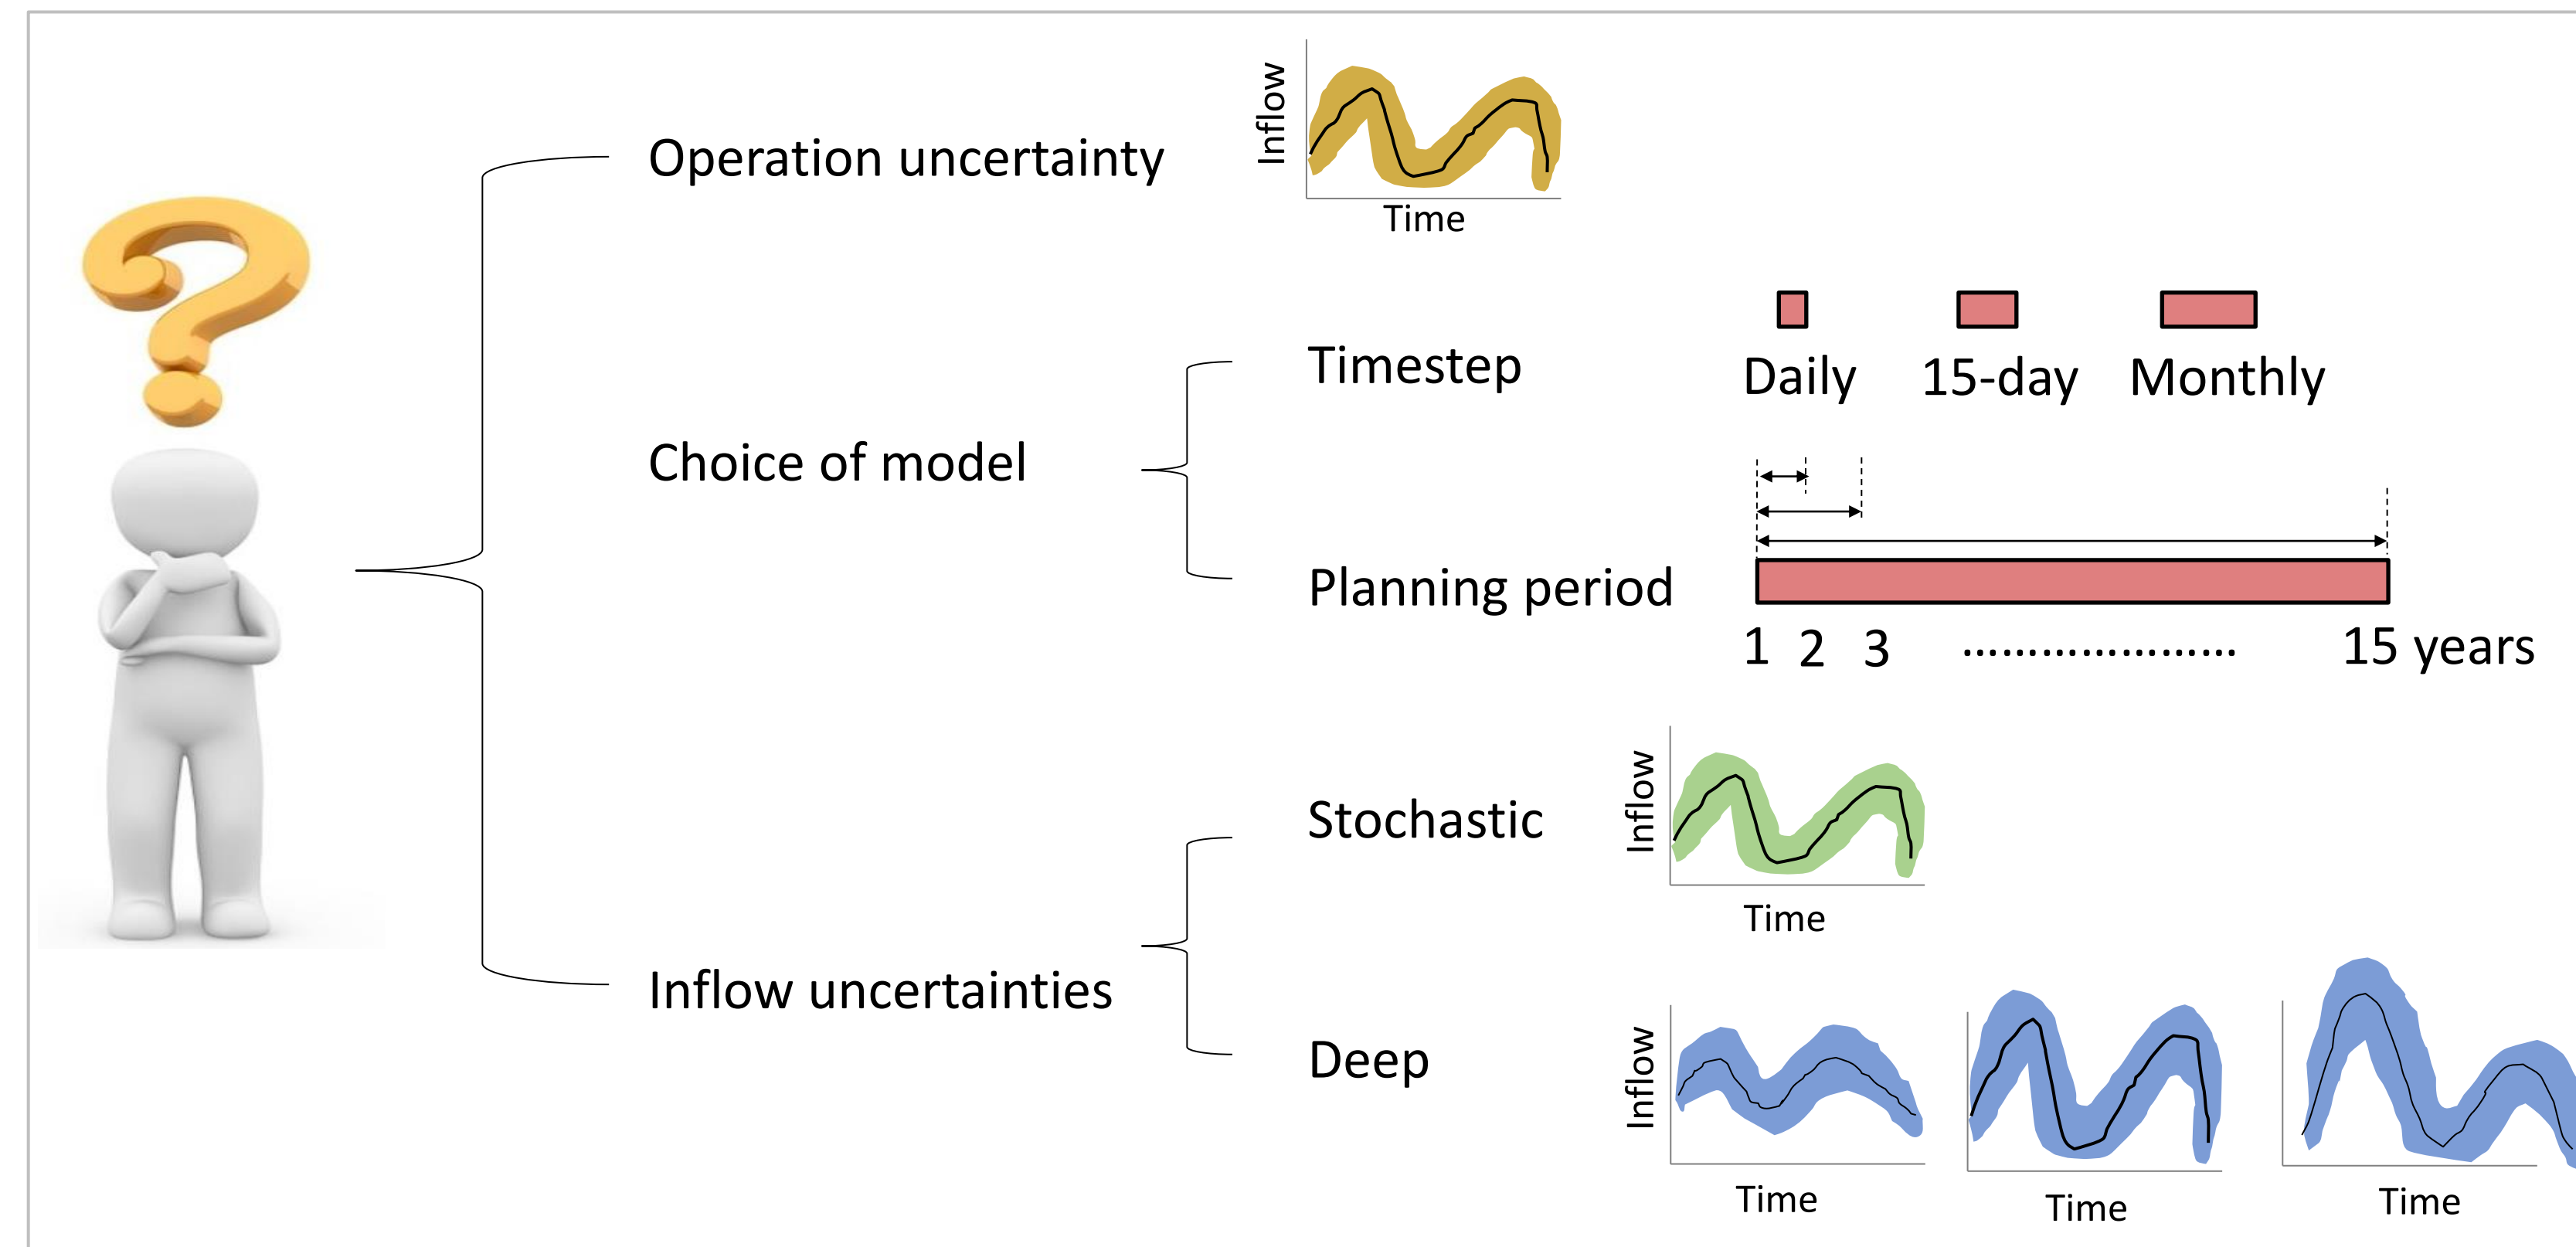 Operation uncertainty
Inflow
Time
Choice of model
Timestep
Daily
15-day
Monthly
Planning period
1
2
3
.....................
15 years
Inflow uncertainties
Stochastic
Inflow
Time
Deep
Inflow
Time
Time
Time